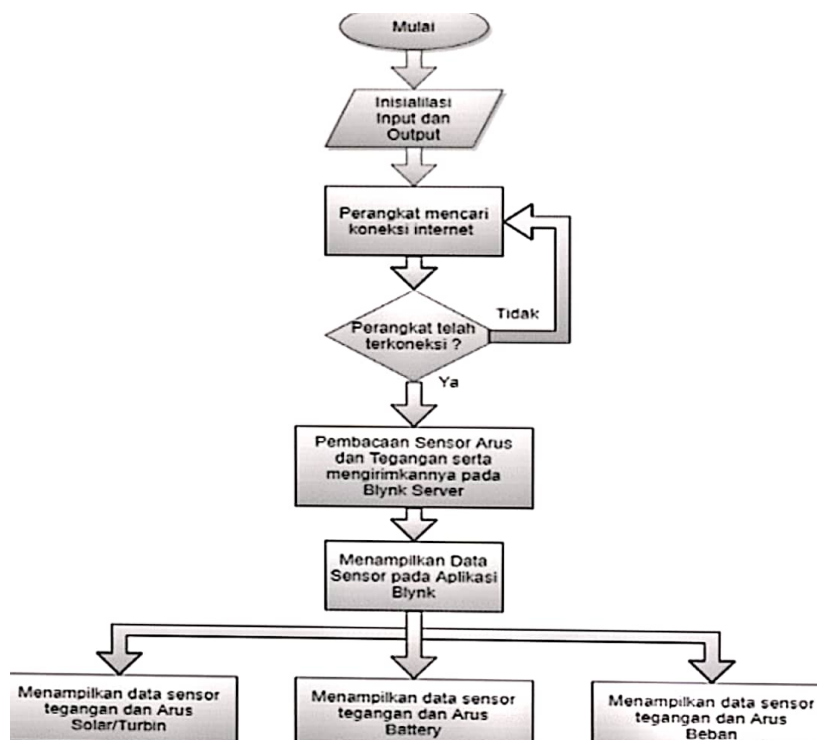 Mulai
Inisialilasi
Input dan
Output
Perangkat mencari
koneksi internet
Perangkat telah
terkoneksi ?
Tidak
Ya
Pembacaan Sensor Arus
dan Tegangan serta
mengirimkannya pada
Blynk Server
Menampilkan Data
Sensor pada Aplikasi
Blynk
Menampilkan data sensor
tegangan dan Arus
Solar/Turbin
Menampilkan data sensor
tegangan dan Arus
Battery
Menampilkan data sensor
tegangan dan Arus
Beban